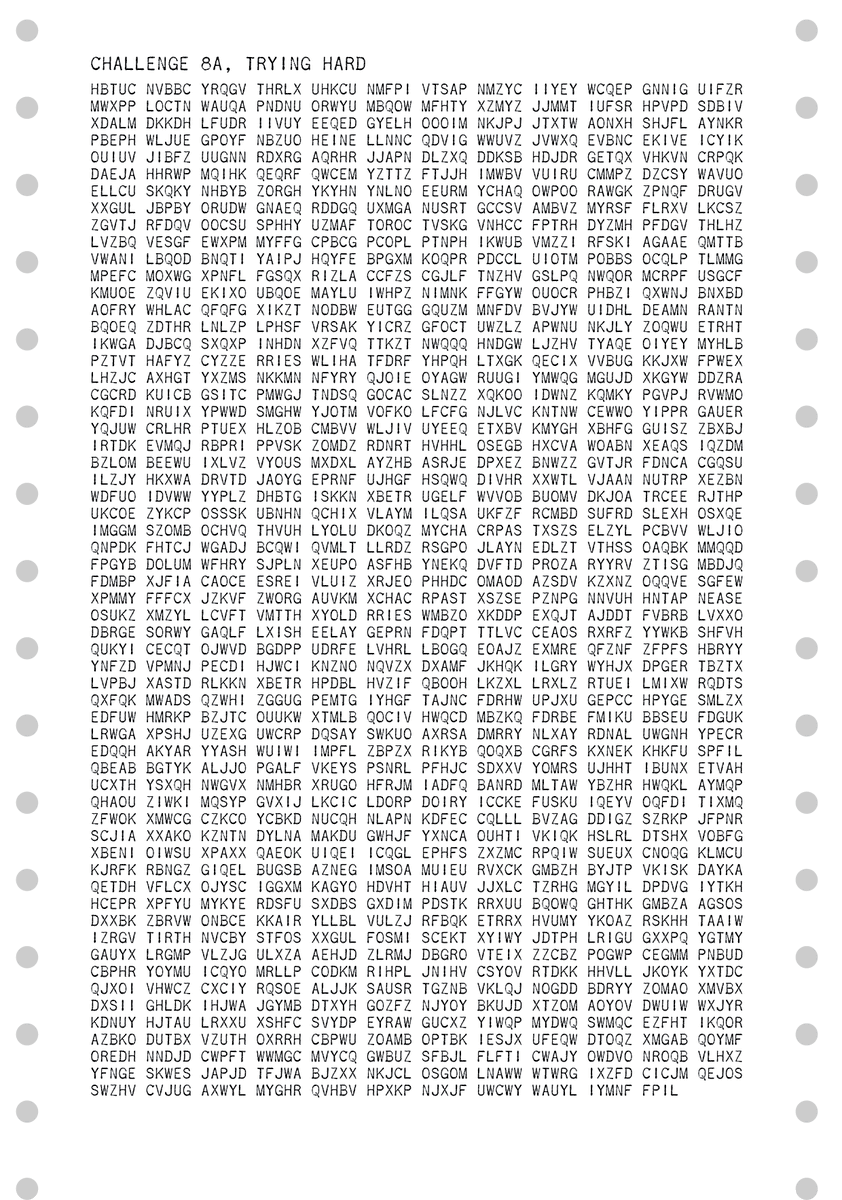 CHALLENGE 8A, TRYING HARD
HBTUC NVBBC YRQGV THRLX UHKCU NMFPI VTSAP NMZYC IIYEY WCQEP GNNIG UIFZR
MWXPP LOCTN WAUQA PNDNU ORWYU MBQOW MFHTY XZMYZ JJMMT IUFSR HPVPD SDBIV
XDALM DKKDH LFUDR IIVUY EEQED GYELH OOOIM NKJPJ JTXTW AONXH SHJFL AYNKR
PBEPH WLJUE GPOYF NBZUO HEINE LLNNC QDVIG WWUVZ JVWXQ EVBNC EKIVE ICYIK
OUIUV JIBFZ UUGNN RDXRG AQRHR JJAPN DLZXQ DDKSB HDJDR GETQX VHKVN CRPQK
DAEJA HHRWP MQIHK QEQRF QWCEM YZTTZ FTJJH IMWBV VUIRU CMMPZ DZCSY WAVUO
ELLCU SKQKY NHBYB ZORGH YKYHN YNLNO EEURM YCHAQ OWPOO RAWGK ZPNQF DRUGV
XXGUL JBPBY ORUDW GNAEQ RDDGQ UXMGA NUSRT GCCSV AMBVZ MYRSF FLRXV LKCSZ
ZGVTJ RFDQV OOCSU SPHHY UZMAF TOROC TVSKG VNHCC FPTRH DYZMH PFDGV THLHZ
LVZBQ VESGF EWXPM MYFFG CPBCG PCOPL PTNPH IKWUB VMZZI RFSKI AGAAE QMTTB
VWANI LBQOD BNQTI YAIPJ HQYFE BPGXM KOQPR PDCCL UIOTM POBBS OCQLP TLMMG
MPEFC MOXWG XPNFL FGSQX RIZLA CCFZS CGJLF TNZHV GSLPQ NWQOR MCRPF USGCF
KMUOE ZQVIU EKIXO UBQOE MAYLU IWHPZ NIMNK FFGYW OUOCR PHBZI QXWNJ BNXBD
AOFRY WHLAC QFQFG XIKZT NODBW EUTGG GQUZM MNFDV BVJYW UIDHL DEAMN RANTN
BQOEQ ZDTHR LNLZP LPHSF VRSAK YICRZ GFOCT UWZLZ APWNU NKJLY ZOQWU ETRHT
IKWGA DJBCQ SXQXP INHDN XZFVQ TTKZT NWQQQ HNDGW LJZHV TYAQE OIYEY MYHLB
PZTVT HAFYZ CYZZE RRIES WLIHA TFDRF YHPQH LTXGK QECIX VVBUG KKJXW FPWEX
LHZJC AXHGT YXZMS NKKMN NFYRY QJOIE OYAGW RUUGI YMWQG MGUJD XKGYW DDZRA
CGCRD KUICB GSITC PMWGJ TNDSQ GOCAC SLNZZ XQKOO IDWNZ KQMKY PGVPJ RVWMO
KQFDI NRUIX YPWWD SMGHW YJOTM VOFKO LFCFG NJLVC KNTNW CEWWO YIPPR GAUER
YQJUW CRLHR PTUEX HLZOB CMBVV WLJIV UYEEQ ETXBV KMYGH XBHFG GUISZ ZBXBJ
IRTDK EVMQJ RBPRI PPVSK ZOMDZ RDNRT HVHHL OSEGB HXCVA WOABN XEAQS IQZDM
BZLOM BEEWU IXLVZ VYOUS MXDXL AYZHB ASRJE DPXEZ BNWZZ GVTJR FDNCA CGQSU
ILZJY HKXWA DRVTD JAOYG EPRNF UJHGF HSQWQ DIVHR XXWTL VJAAN NUTRP XEZBN
WDFUO IDVWW YYPLZ DHBTG ISKKN XBETR UGELF WVVOB BUOMV DKJOA TRCEE RJTHP
UKCOE ZYKCP OSSSK UBNHN QCHIX VLAYM ILQSA UKFZF RCMBD SUFRD SLEXH OSXQE
IMGGM SZOMB OCHVQ THVUH LYOLU DKOQZ MYCHA CRPAS TXSZS ELZYL PCBVV WLJIO
QNPDK FHTCJ WGADJ BCQWI QVMLT LLRDZ RSGPO JLAYN EDLZT VTHSS OAQBK MMQQD
FPGYB DOLUM WFHRY SJPLN XEUPO ASFHB YNEKQ DVFTD PROZA RYYRV ZTISG MBDJQ
FDMBP XJFIA CAOCE ESREI VLUIZ XRJEO PHHDC OMAOD AZSDV KZXNZ OQQVE SGFEW
XPMMY FFFCX JZKVF ZWORG AUVKM XCHAC RPAST XSZSE PZNPG NNVUH HNTAP NEASE
OSUKZ XMZYL LCVFT VMTTH XYOLD RRIES WMBZO XKDDP EXQJT AJDDT FVBRB LVXXO
DBRGE SORWY GAQLF LXISH EELAY GEPRN FDQPT TTLVC CEAOS RXRFZ YYWKB SHFVH
QUKYI CECQT OJWVD BGDPP UDRFE LVHRL LBOGQ EOAJZ EXMRE QFZNF ZFPFS HBRYY
YNFZD VPMNJ PECDI HJWCI KNZNO NQVZX DXAMF JKHQK ILGRY WYHJX DPGER TBZTX
LVPBJ XASTD RLKKN XBETR HPDBL HVZIF QBOOH LKZXL LRXLZ RTUEI LMIXW RQDTS
QXFQK MWADS QZWHI ZGGUG PEMTG IYHGF TAJNC FDRHW UPJXU GEPCC HPYGE SMLZX
EDFUW HMRKP BZJTC OUUKW XTMLB QOCIV HWQCD MBZKQ FDRBE FMIKU BBSEU FDGUK
LRWGA XPSHJ UZEXG UWCRP DQSAY SWKUO AXRSA DMRRY NLXAY RDNAL UWGNH YPECR
EDQQH AKYAR YYASH WUIWI IMPFL ZBPZX RIKYB QOQXB CGRFS KXNEK KHKFU SPFIL
QBEAB BGTYK ALJJO PGALF VKEYS PSNRL PFHJC SDXXV YOMRS UJHHT IBUNX ETVAH
UCXTH YSXQH NWGVX NMHBR XRUGO HFRJM IADFQ BANRD MLTAW YBZHR HWQKL AYMQP
QHAOU ZIWKI MQSYP GVXIJ LKCIC LDORP DOIRY ICCKE FUSKU IQEYV OQFDI TIXMQ
ZFWOK XMWCG CZKCO YCBKD NUCQH NLAPN KDFEC CQLLL BVZAG DDIGZ SZRKP JFPNR
SCJIA XXAKO KZNTN DYLNA MAKDU GWHJF YXNCA OUHTI VKIQK HSLRL DTSHX VOBFG
XBENI OIWSU XPAXX QAEOK UIQEI ICQGL EPHFS ZXZMC RPQIW SUEUX CNOQG KLMCU
KJRFK RBNGZ GIQEL BUGSB AZNEG IMSOA MUIEU RVXCK GMBZH BYJTP VKISK DAYKA
QETDH VFLCX OJYSC IGGXM KAGYO HDVHT HIAUV JJXLC TZRHG MGYIL DPDVG IYTKH
HCEPR XPFYU MYKYE RDSFU SXDBS GXDIM PDSTK RRXUU BQOWQ GHTHK GMBZA AGSOS
DXXBK ZBRVW ONBCE KKAIR YLLBL VULZJ RFBQK ETRRX HVUMY YKOAZ RSKHH TAAIW
IZRGV TIRTH NVCBY STFOS XXGUL FOSMI SCEKT XYIWY JDTPH LRIGU GXXPQ YGTMY
GAUYX LRGMP VLZJG ULXZA AEHJD ZLRMJ DBGRO VTEIX ZZCBZ POGWP CEGMM PNBUD
CBPHR YOYMU ICQYO MRLLP CODKM RIHPL JNIHV CSYOV RTDKK HHVLL JKOYK YXTDC
QJXOI VHWCZ CXCIY RQSOE ALJJK SAUSR TGZNB VKLQJ NOGDD BDRYY ZOMAO XMVBX
DXSII GHLDK IHJWA JGYMB DTXYH GOZFZ NJYOY BKUJD XTZOM AOYOV DWUIW WXJYR
KDNUY HJTAU LRXXU XSHFC SVYDP EYRAW GUCXZ YIWQP MYDWQ SWMQC EZFHT IKQOR
AZBKO DUTBX VZUTH OXRRH CBPWU ZOAMB OPTBK IESJX UFEQW DTOQZ XMGAB QOYMF
OREDH NNDJD CWPFT WWMGC MVYCQ GWBUZ SFBJL FLFTI CWAJY OWDVO NROQB VLHXZ
YFNGE SKWES JAPJD TFJWA BJZXX NKJCL OSGOM LNAWW WTWRG IXZFD CICJM QEJOS
SWZHV CVJUG AXWYL MYGHR QVHBV HPXKP NJXJF UWCWY WAUYL IYMNF FPIL